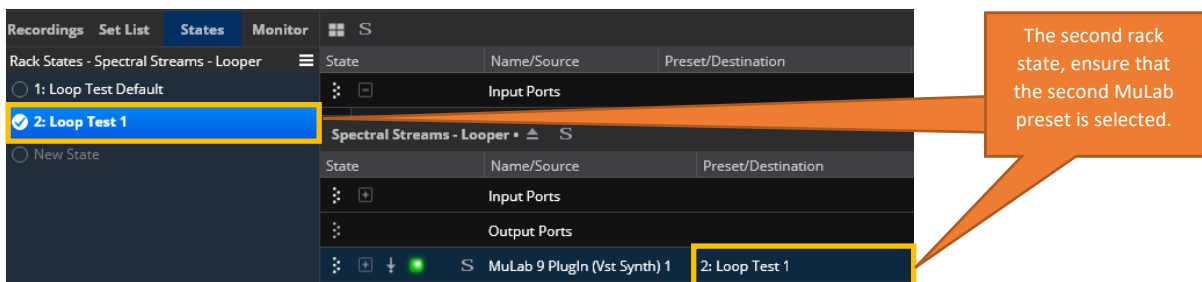 Recordings Set List States Monitor S
Rack States - Spectral Streams - Looper
State Name/Source Preset/Destination
1: Loop Test Default
Input Ports
2: Loop Test 1
Spectral Streams - Looper • S
New State
State Name/Source Preset/Destination
Input Ports
Output Ports
S MuLab 9 PlugIn (Vst Synth) 1 2: Loop Test 1
The second rack
state, ensure that
the second MuLab
preset is selected.